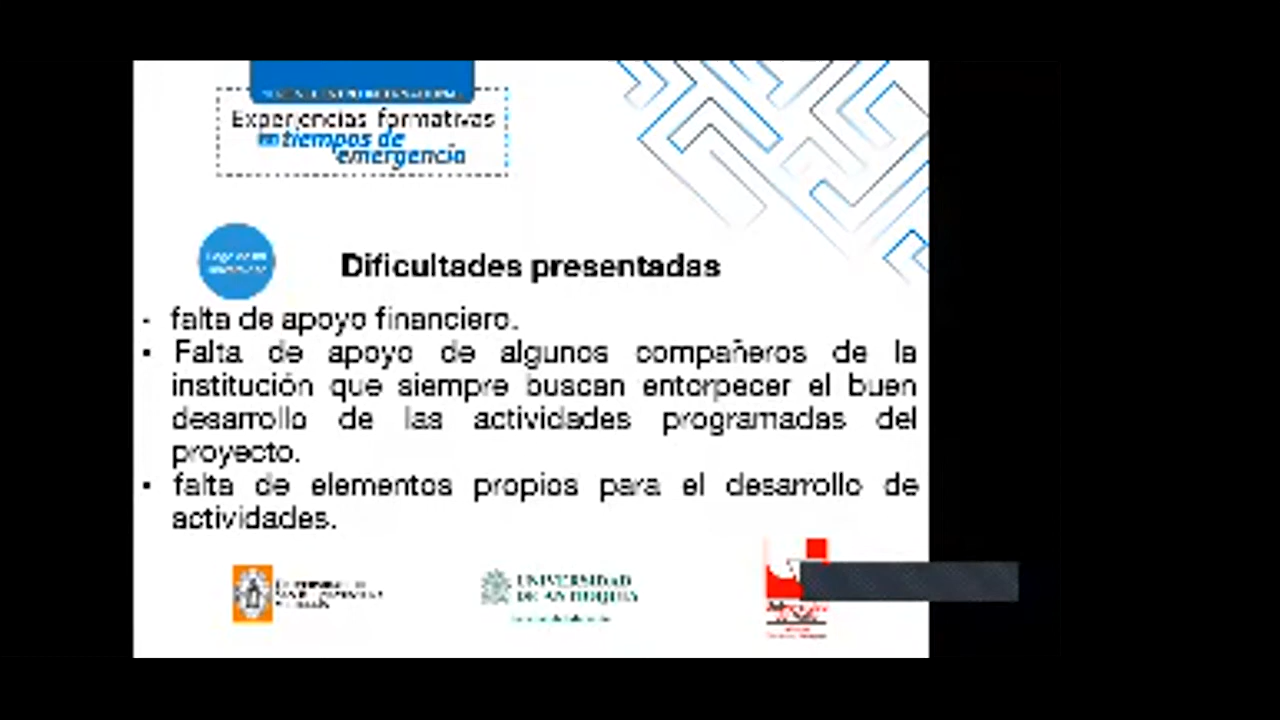 Experiencias formativas
en tiempos de
emergencia
Dificultades presentadas
- falta de apoyo financiero.
• Falta de apoyo de algunos compañeros de la
institución que siempre buscan entorpecer el buen
desarrollo de las actividades programadas del
proyecto.
• falta de elementos propios para el desarrollo de
actividades.
UNIVERSIDAD
DE ANTIOQUIA